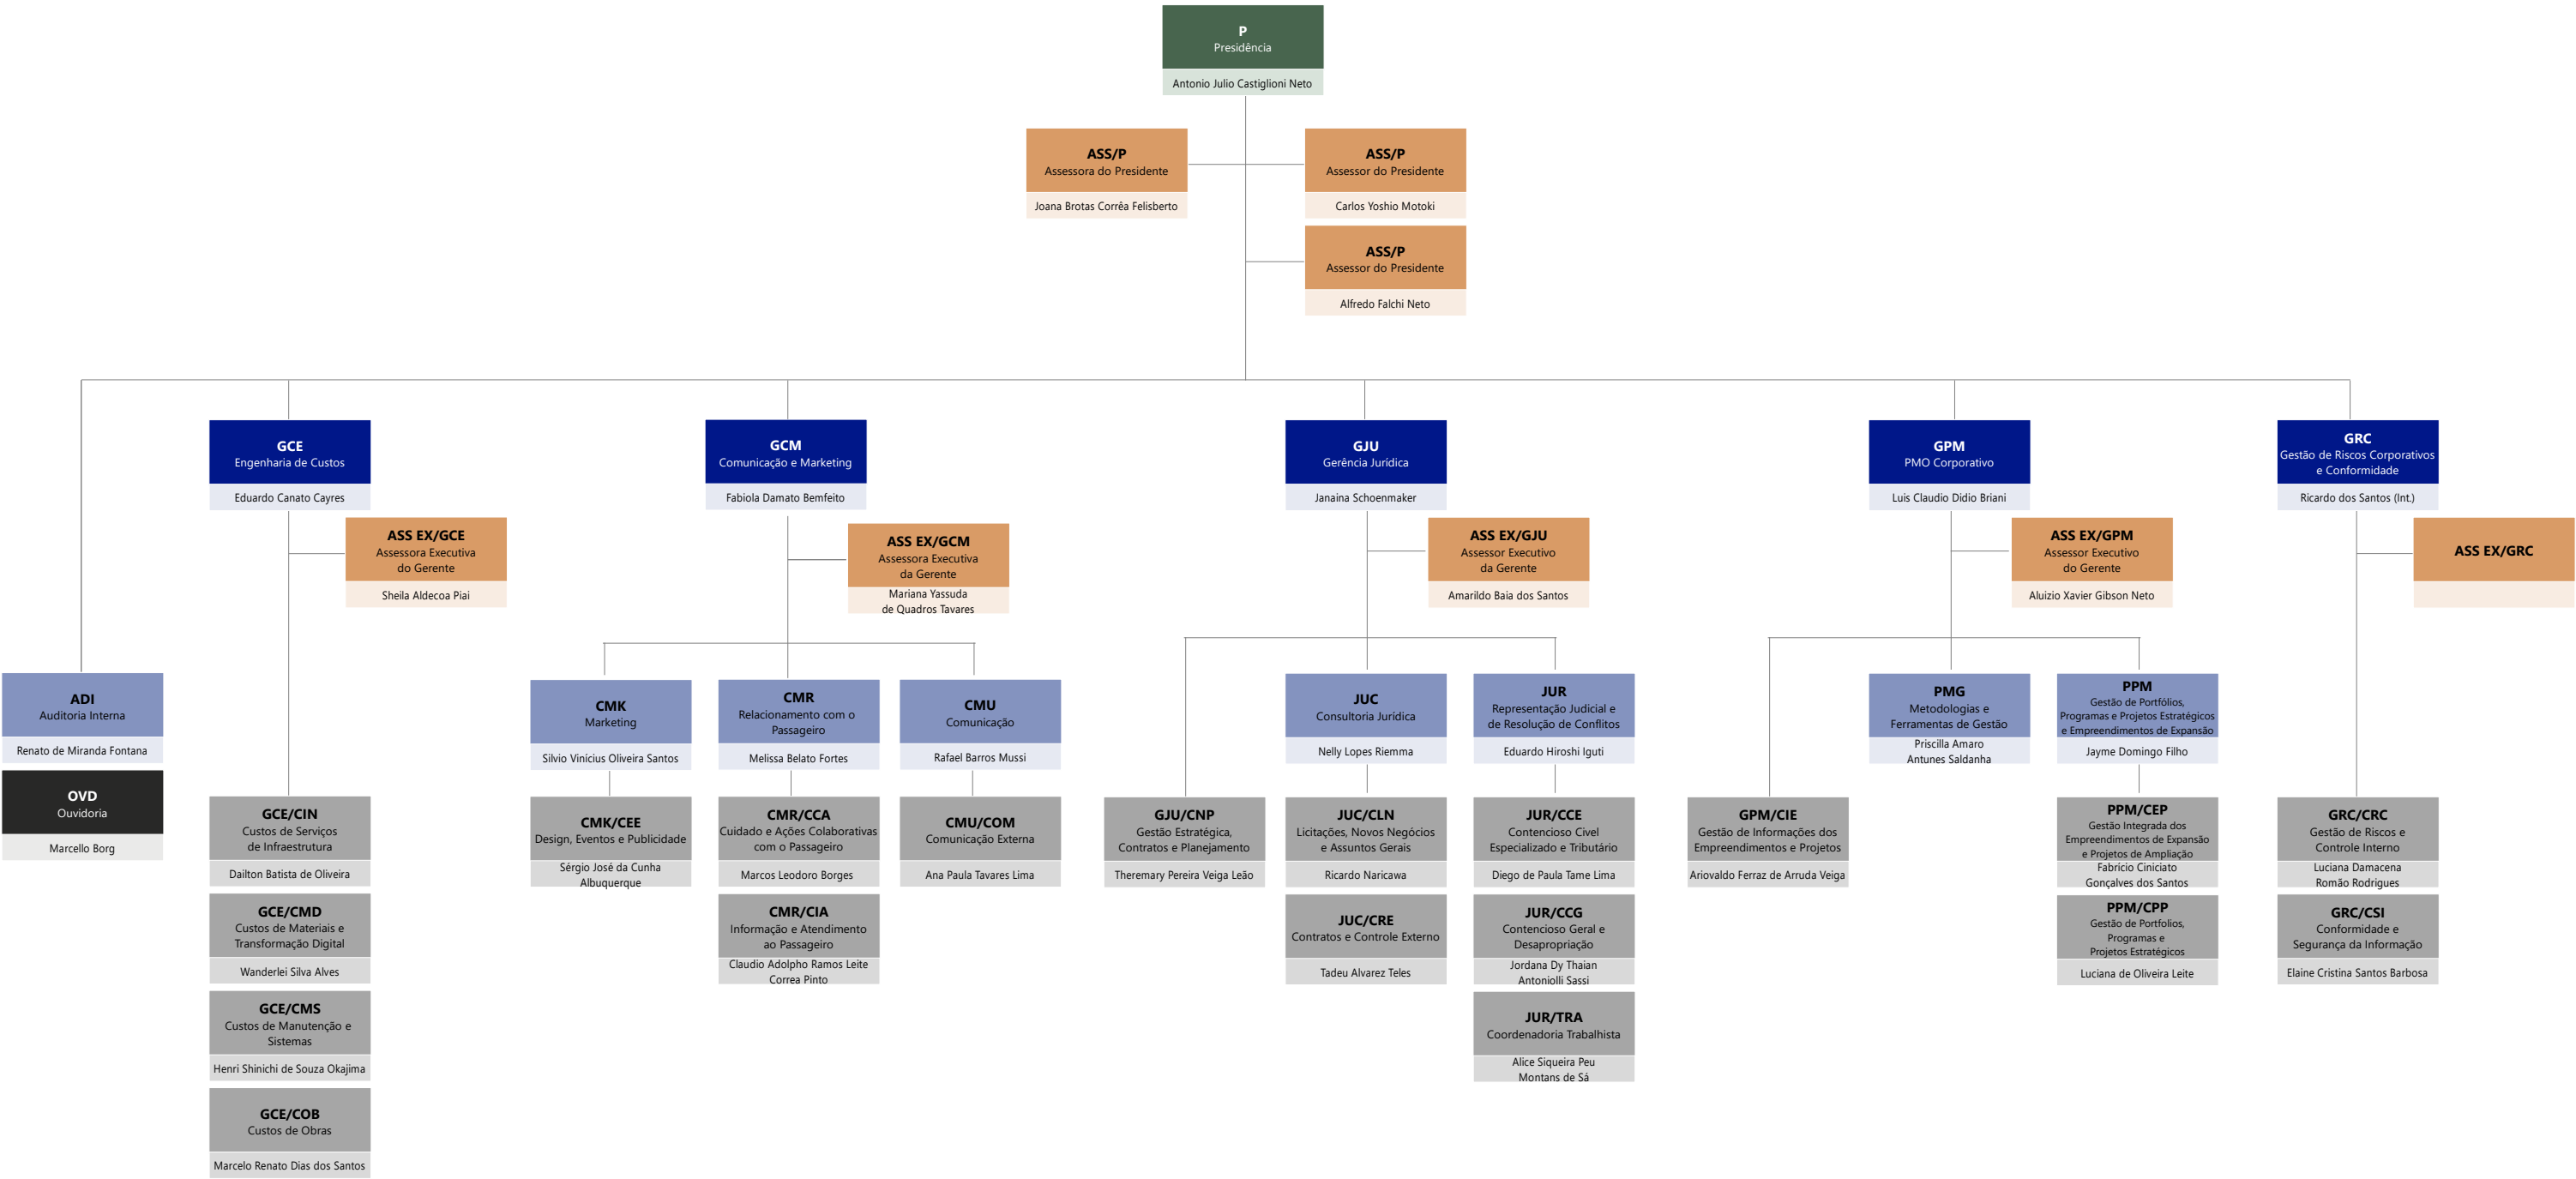 P
Presidência
Antonio Julio Castiglioni Neto
ASS/P
Assessora do Presidente
Joana Brotas Corrêa Felisberto
ASS/P
Assessor do Presidente
Carlos Yoshio Motoki
ASS/P
Assessor do Presidente
Alfredo Falchi Neto
ADI
Auditoria Interna
Renato de Miranda Fontana
OVD
Ouvidoria
Marcello Borg
GCE
Engenharia de Custos
Eduardo Canato Cayres
ASS EX/GCE
Assessora Executiva
do Gerente
Sheila Aldecoa Piai
GCE/CIN
Custos de Serviços
de Infraestrutura
Dailton Batista de Oliveira
GCE/CMD
Custos de Materiais e
Transformação Digital
Wanderlei Silva Alves
GCE/CMS
Custos de Manutenção e
Sistemas
Henri Shinichi de Souza Okajima
GCE/COB
Custos de Obras
Marcelo Renato Dias dos Santos
GCM
Comunicação e Marketing
Fabiola Damato Bemfeito
ASS EX/GCM
Assessora Executiva
da Gerente
Mariana Yassuda
de Quadros Tavares
CMK
Marketing
Silvio Vinícius Oliveira Santos
CMK/CEE
Design, Eventos e Publicidade
Sérgio José da Cunha
Albuquerque
CMR
Relacionamento com o
Passageiro
Melissa Belato Fortes
CMR/CCA
Cuidado e Ações Colaborativas
com o Passageiro
Marcos Leodoro Borges
CMR/CIA
Informação e Atendimento
ao Passageiro
Claudio Adolpho Ramos Leite
Correa Pinto
CMU
Comunicação
Rafael Barros Mussi
CMU/COM
Comunicação Externa
Ana Paula Tavares Lima
GJU
Gerência Jurídica
Janaina Schoenmaker
ASS EX/GJU
Assessor Executivo
da Gerente
Amarildo Baia dos Santos
GJU/CNP
Gestão Estratégica,
Contratos e Planejamento
Theremary Pereira Veiga Leão
JUC
Consultoria Jurídica
Nelly Lopes Riemma
JUC/CLN
Licitações, Novos Negócios
e Assuntos Gerais
Ricardo Naricawa
JUC/CRE
Contratos e Controle Externo
Tadeu Alvarez Teles
JUR
Representação Judicial e
de Resolução de Conflitos
Eduardo Hiroshi Iguti
JUR/CCE
Contencioso Civel
Especializado e Tributário
Diego de Paula Tame Lima
JUR/CCG
Contencioso Geral e
Desapropriação
Jordana Dy Thaian
Antoniolli Sassi
JUR/TRA
Coordenadoria Trabalhista
Alice Siqueira Peu
Montans de Sá
GPM
PMO Corporativo
Luis Claudio Didio Briani
ASS EX/GPM
Assessor Executivo
do Gerente
Aluizio Xavier Gibson Neto
GPM/CIE
Gestão de Informações dos
Empreendimentos e Projetos
Ariovaldo Ferraz de Arruda Veiga
PMG
Metodologias e
Ferramentas de Gestão
Priscilla Amaro
Antunes Saldanha
PPM
Gestão de Portfólios,
Programas e Projetos Estratégicos
e Empreendimentos de Expansão
Jayme Domingo Filho
PPM/CEP
Gestão Integrada dos
Empreendimentos de Expansão
e Projetos de Ampliação
Fabrício Ciniciato
Gonçalves dos Santos
PPM/CPP
Gestão de Portfolios,
Programas e
Projetos Estratégicos
Luciana de Oliveira Leite
GRC
Gestão de Riscos Corporativos
e Conformidade
Ricardo dos Santos (Int.)
ASS EX/GRC
GRC/CRC
Gestão de Riscos e
Controle Interno
Luciana Damacena
Romão Rodrigues
GRC/CSI
Conformidade e
Segurança da Informação
Elaine Cristina Santos Barbosa